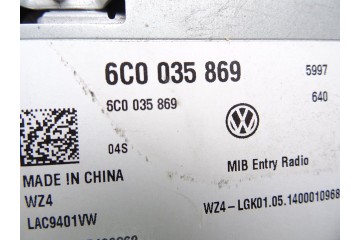 6C0 035 869 5997
6C0 035 869 640
04S
MIB Entry Radio
MADE IN CHINA
WZ4 WZ4-LGK01.05.1400010968
LAC9401VW